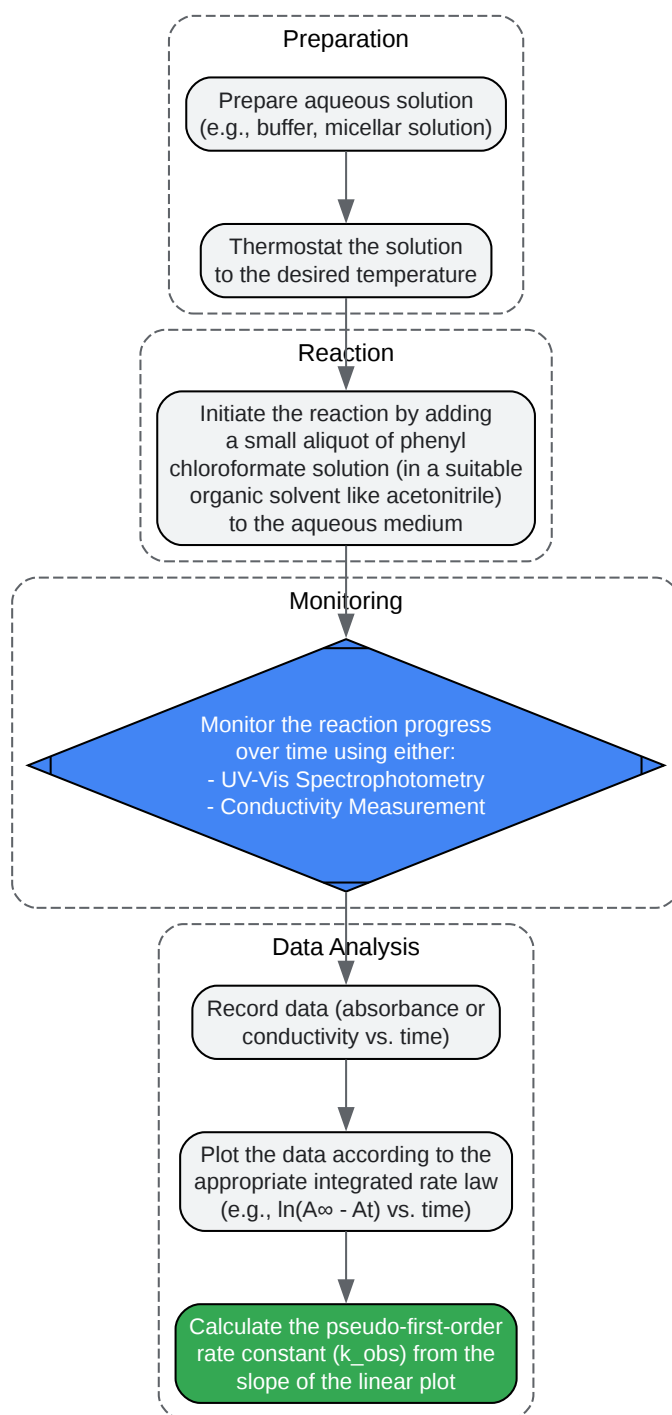 Preparation
Prepare aqueous solution
(e.g., buffer, micellar solution)
Thermostat the solution
to the desired temperature
Reaction
Initiate the reaction by adding
a small aliquot of phenyl
chloroformate solution (in a suitable
organic solvent like acetonitrile)
to the aqueous medium
Monitoring
Monitor the reaction progress
over time using either:
- UV-Vis Spectrophotometry
- Conductivity Measurement
Data Analysis
Record data (absorbance or
conductivity vs. time)
Plot the data according to the
appropriate integrated rate law
(e.g., ln(A∞ - At) vs. time)
Calculate the pseudo-first-order
rate constant (k_obs) from the
slope of the linear plot